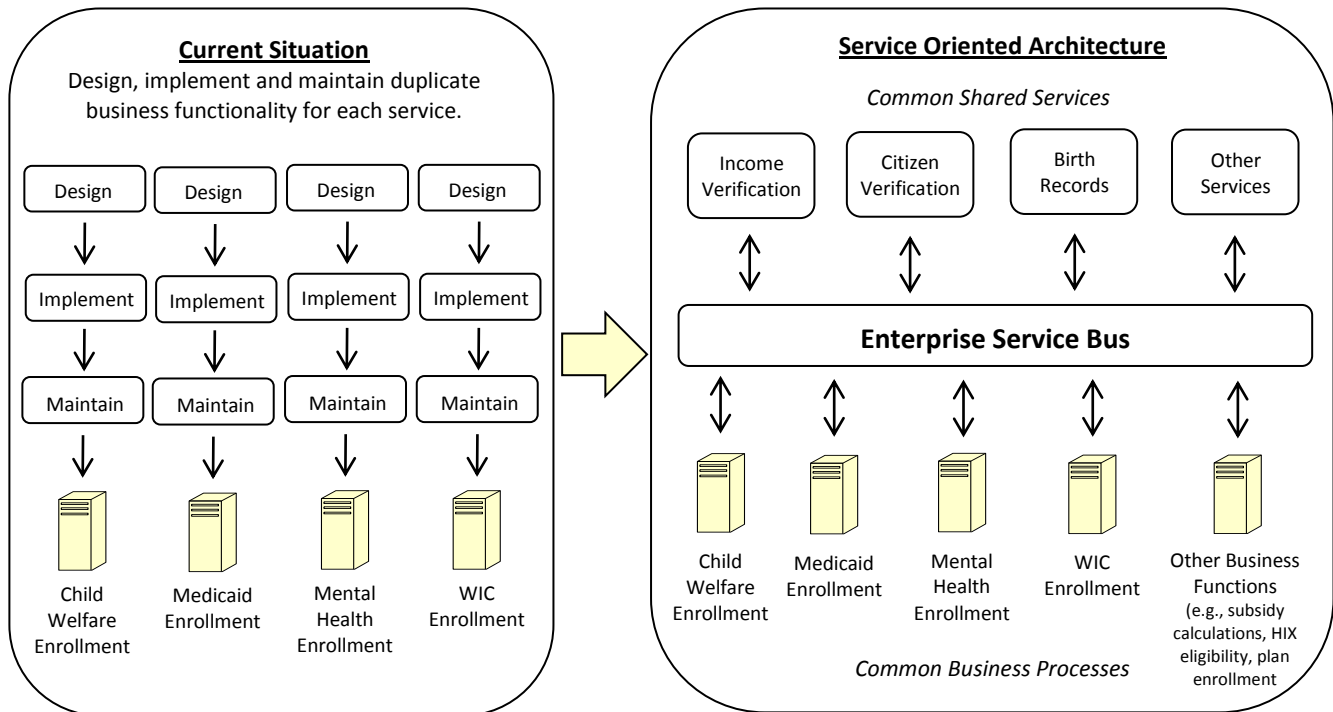 Current Situation
Design, implement and maintain duplicate
business functionality for each service.
Design
Design
Design
Design
Implement
Implement
Implement
Implement
Maintain
Maintain
Maintain
Maintain
Child
Welfare
Enrollment
Medicaid
Enrollment
Mental
Health
Enrollment
WIC
Enrollment
Service Oriented Architecture
Common Shared Services
Income
Verification
Citizen
Verification
Birth
Records
Other
Services
Enterprise Service Bus
Child
Welfare
Enrollment
Medicaid
Enrollment
Mental
Health
Enrollment
WIC
Enrollment
Other Business
Functions
(e.g., subsidy
calculations, HIX
eligibility, plan
enrollment
Common Business Processes